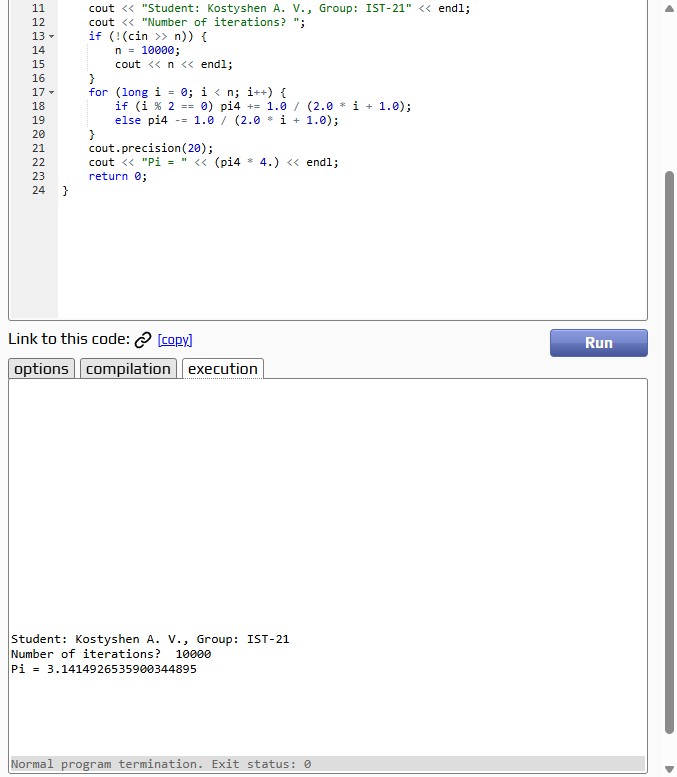 11 cout << "Student: Kostyshen A. V., Group: IST-21" << endl;
12 cout << "Number of iterations? ";
13 if (!(cin >> n)) {
14 n = 10000;
15 cout << n << endl;
16 }
17 for (long i = 0; i < n; i++) {
18 if (i % 2 == 0) pi4 += 1.0 / (2.0 * i + 1.0);
19 else pi4 -= 1.0 / (2.0 * i + 1.0);
20 }
21 cout.precision(20);
22 cout << "Pi = " << (pi4 * 4.) << endl;
23 return 0;
24 }
Link to this code: [copy]
Run
options compilation execution
Student: Kostyshen A. V., Group: IST-21
Number of iterations?  10000
Pi = 3.1414926535900344895
Normal program termination. Exit status: 0